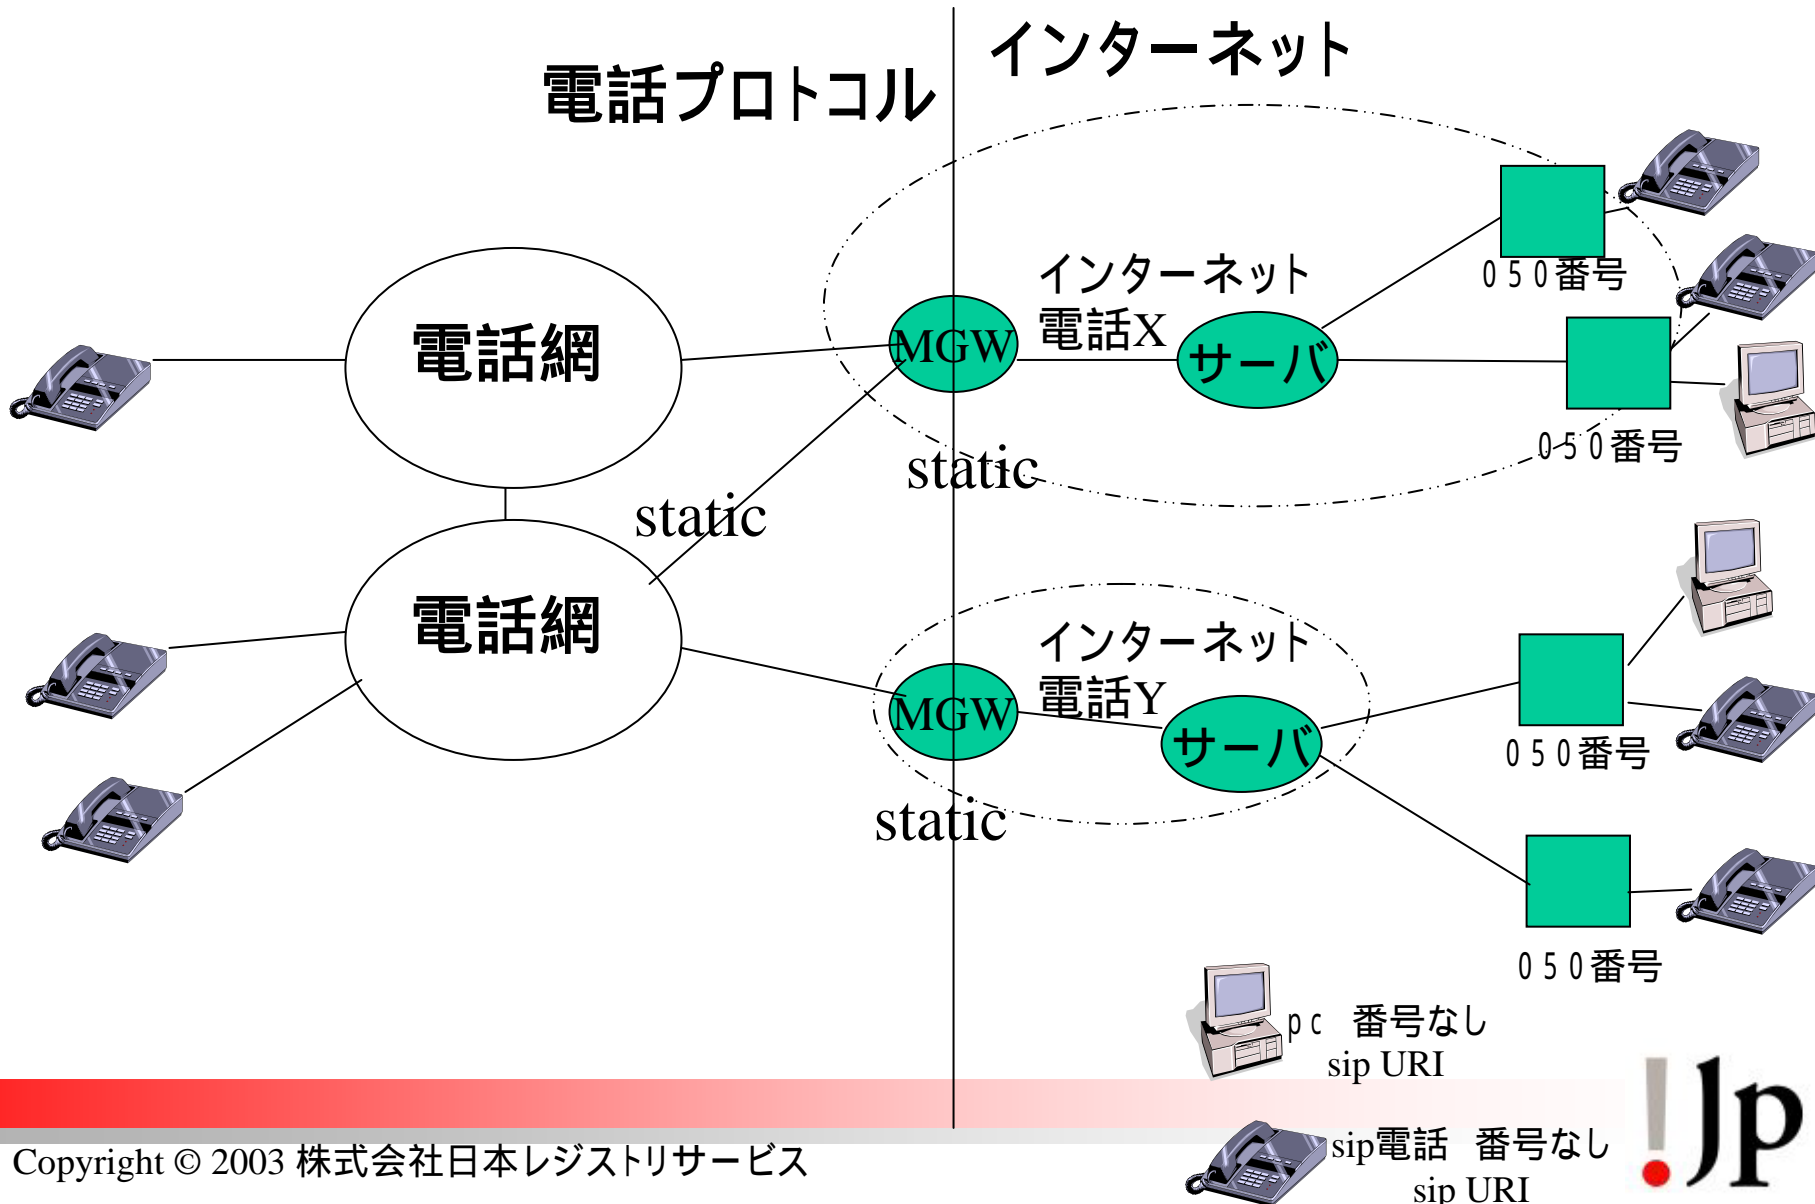 電話プロトコル
インターネット
050番号
インターネット
電話X
電話網
MGW
サーバ
050番号
static
static
電話網
インターネット
電話Y
MGW
サーバ
050番号
static
050番号
pc 番号なし
sip URI
sip電話 番号なし
sip URI
!Jp
Copyright © 2003 株式会社日本レジストリサービス